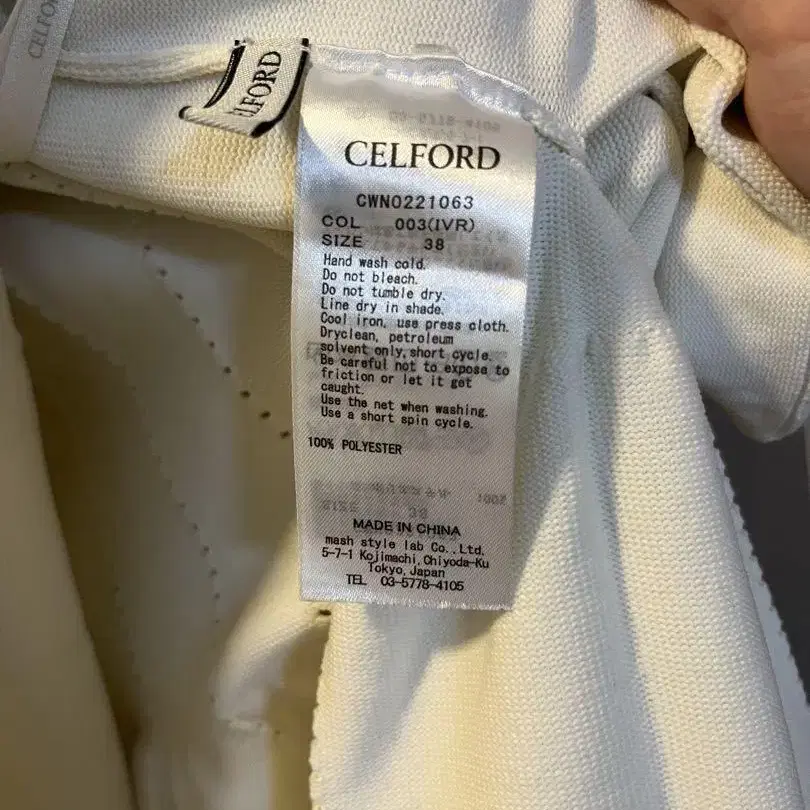 CELFORD
ELFORD
CELFORD
CWNO221063
COL 003(IVR)
SIZE 38
Hand wash cold.
Do not bleach.
Do not tumble dry.
Line dry in shade.
Cool iron, use press cloth.
Dryclean, petroleum
solvent only, short cycle.
Be careful not to expose to
friction or let it get
caught.
Use the net when washing.
Use a short spin cycle.
100% POLYESTER
MADE IN CHINA
mash style lab Co.,Ltd.
5-7-1 Kojimachi,Chiyoda-Ku
Tokyo,Japan
TEL 03-5778-4105